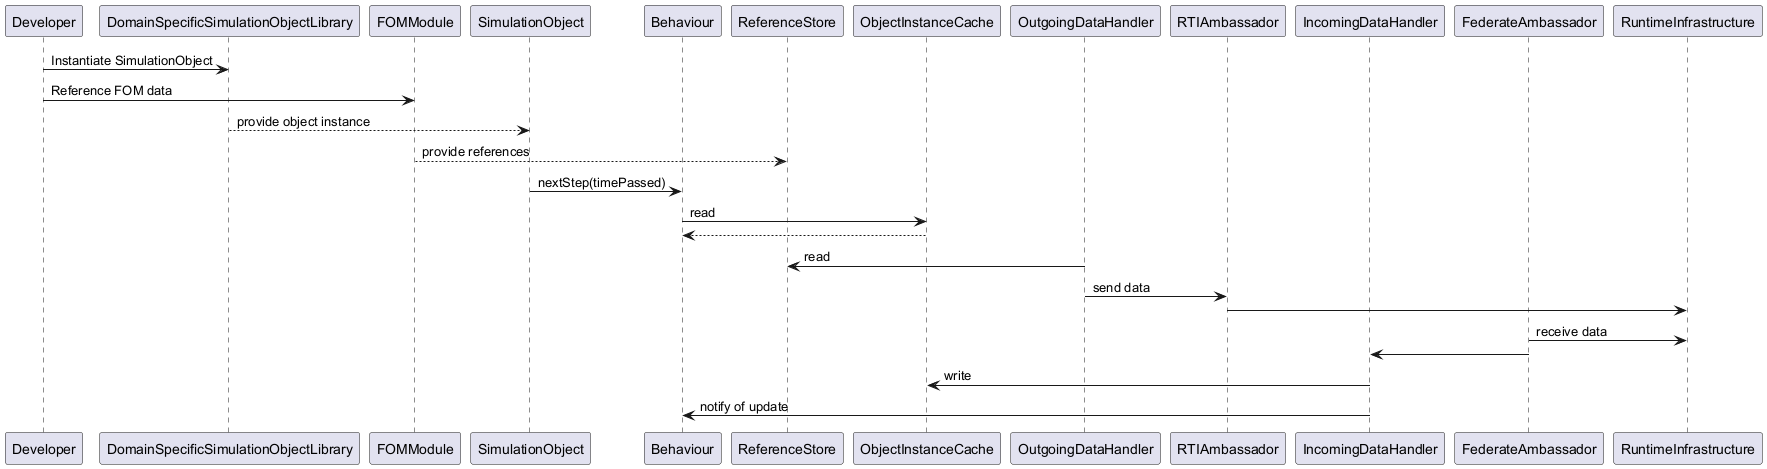 Developer
DomainSpecificSimulationObjectLibrary
FOMModule
SimulationObject
Behaviour
ReferenceStore
ObjectInstanceCache
OutgoingDataHandler
RTIAmbassador
IncomingDataHandler
FederateAmbassador
RuntimeInfrastructure
Instantiate SimulationObject
Reference FOM data
provide object instance
provide references
nextStep(timePassed)
read
read
send data
receive data
write
notify of update
Developer
DomainSpecificSimulationObjectLibrary
FOMModule
SimulationObject
Behaviour
ReferenceStore
ObjectInstanceCache
OutgoingDataHandler
RTIAmbassador
IncomingDataHandler
FederateAmbassador
RuntimeInfrastructure